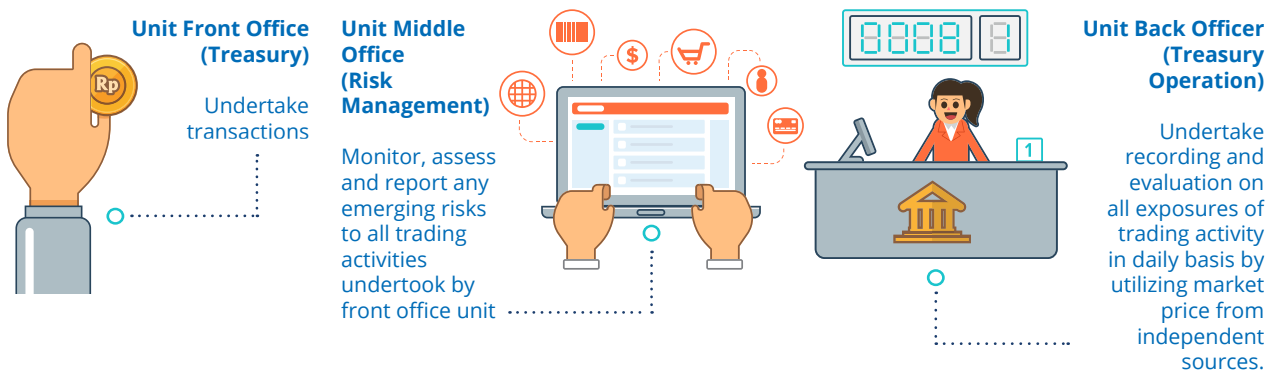 Unit Front Office
(Treasury)
Undertake
transactions
Rp
Unit Middle
Office
(Risk
Management)
Monitor, assess
and report any
emerging risks
to all trading
activities
undertook by
front office unit
$
0008 1 8
1
Unit Back Officer
(Treasury
Operation)
Undertake
recording and
evaluation on
all exposures of
trading activity
in daily basis by
utilizing market
price from
independent
sources.